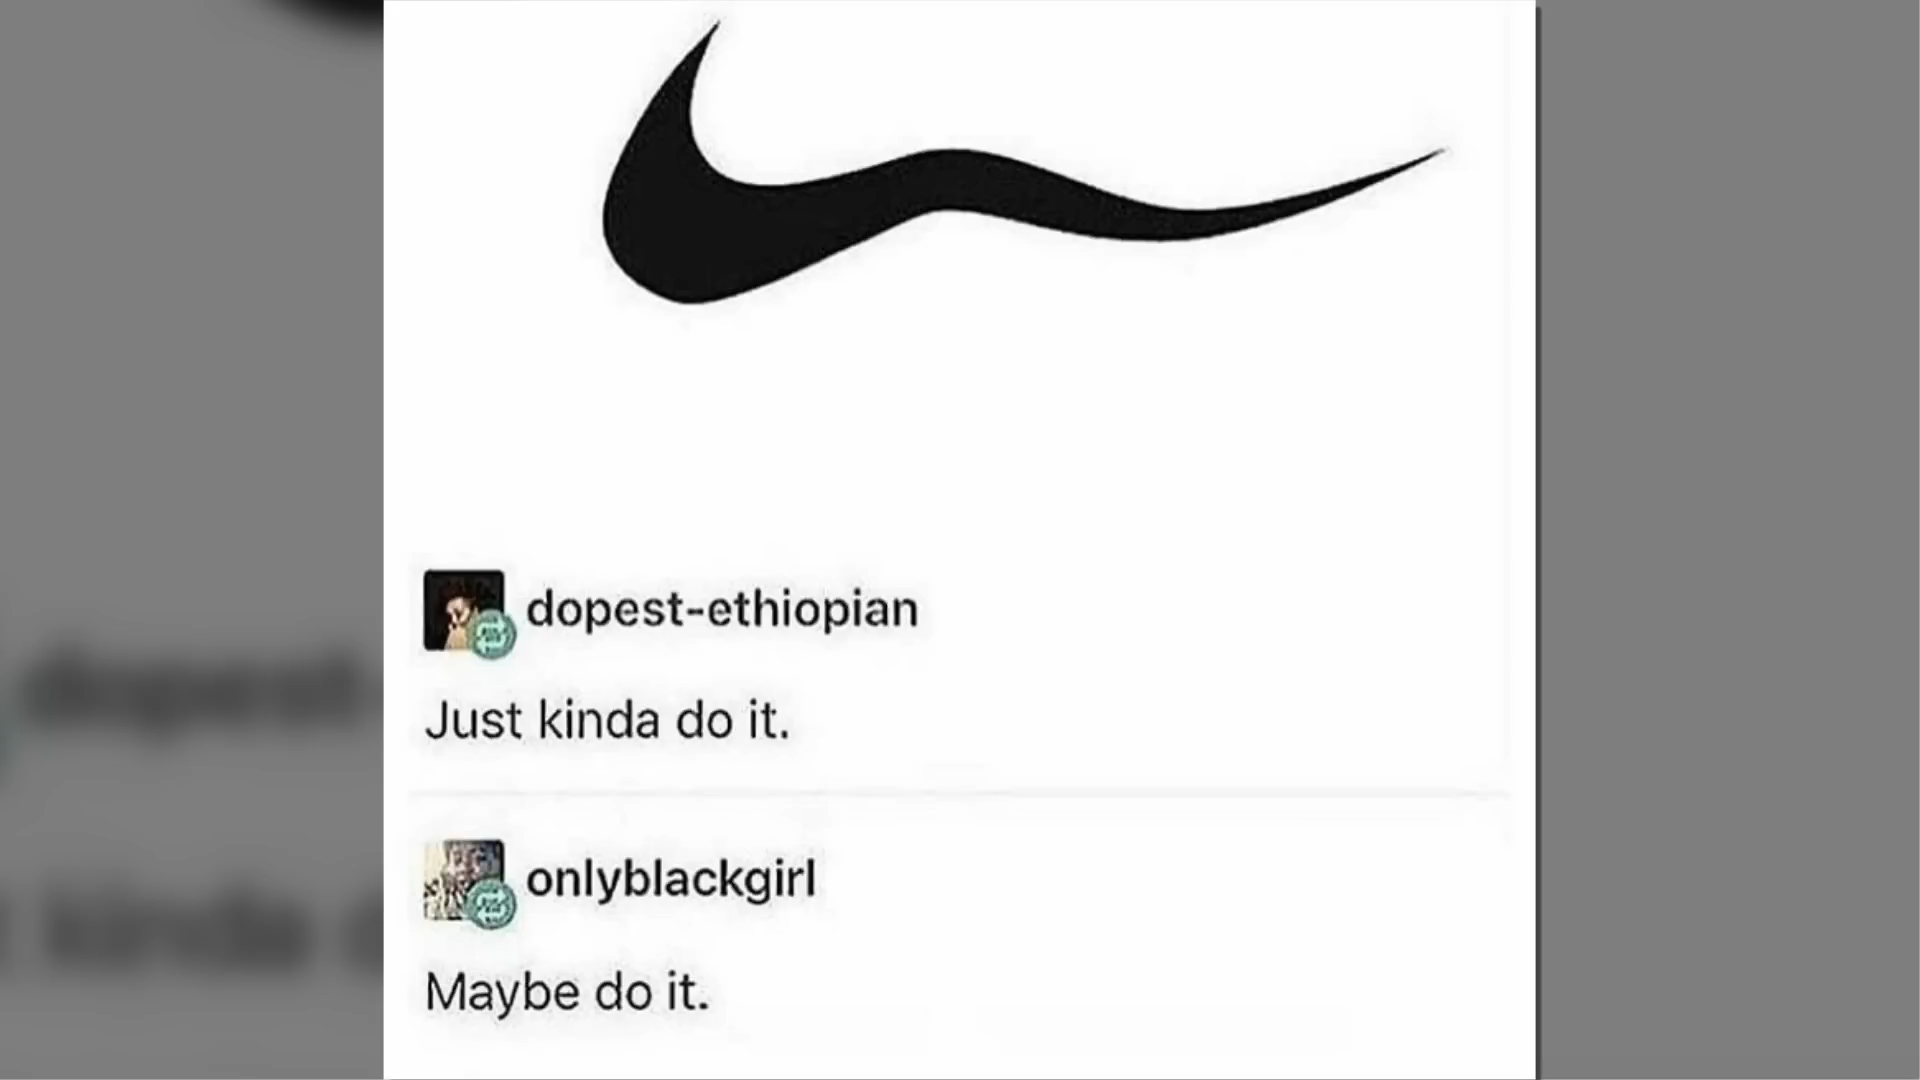 dopest-ethiopian
Just kinda do it.
onlyblackgirl
Maybe do it.